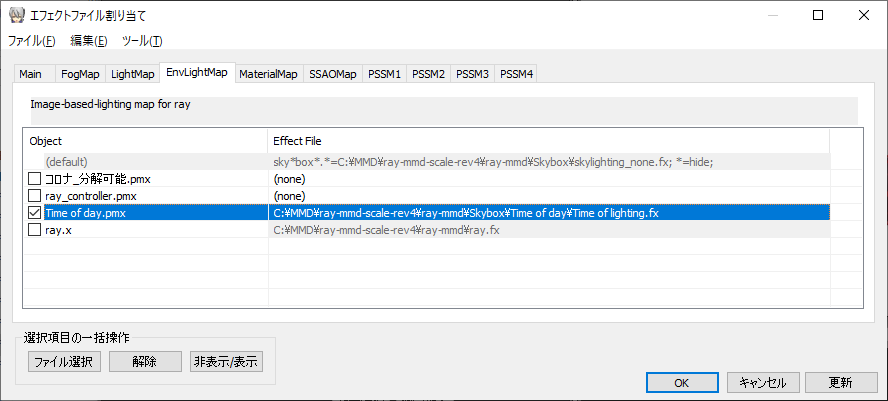 エフェクトファイル割り当て
ファイル(F) 編集(E) ツール(T)
Main FogMap LightMap EnvLightMap MaterialMap SSAOMap PSSM1 PSSM2 PSSM3 PSSM4
Image-based-lighting map for ray
Object Effect File
(default) sky*box*.*=C:¥MMD¥ray-mmd-scale-rev4¥ray-mmd¥Skybox¥skylighting_none.fx; *=hide;
コロナ_分解可能.pmx (none)
ray_controller.pmx (none)
Time of day.pmx C:¥MMD¥ray-mmd-scale-rev4¥ray-mmd¥Skybox¥Time of day¥Time of lighting.fx
ray.x C:¥MMD¥ray-mmd-scale-rev4¥ray-mmd¥ray.fx
選択項目の一括操作
ファイル選択 解除 非表示/表示
OK キャンセル 更新